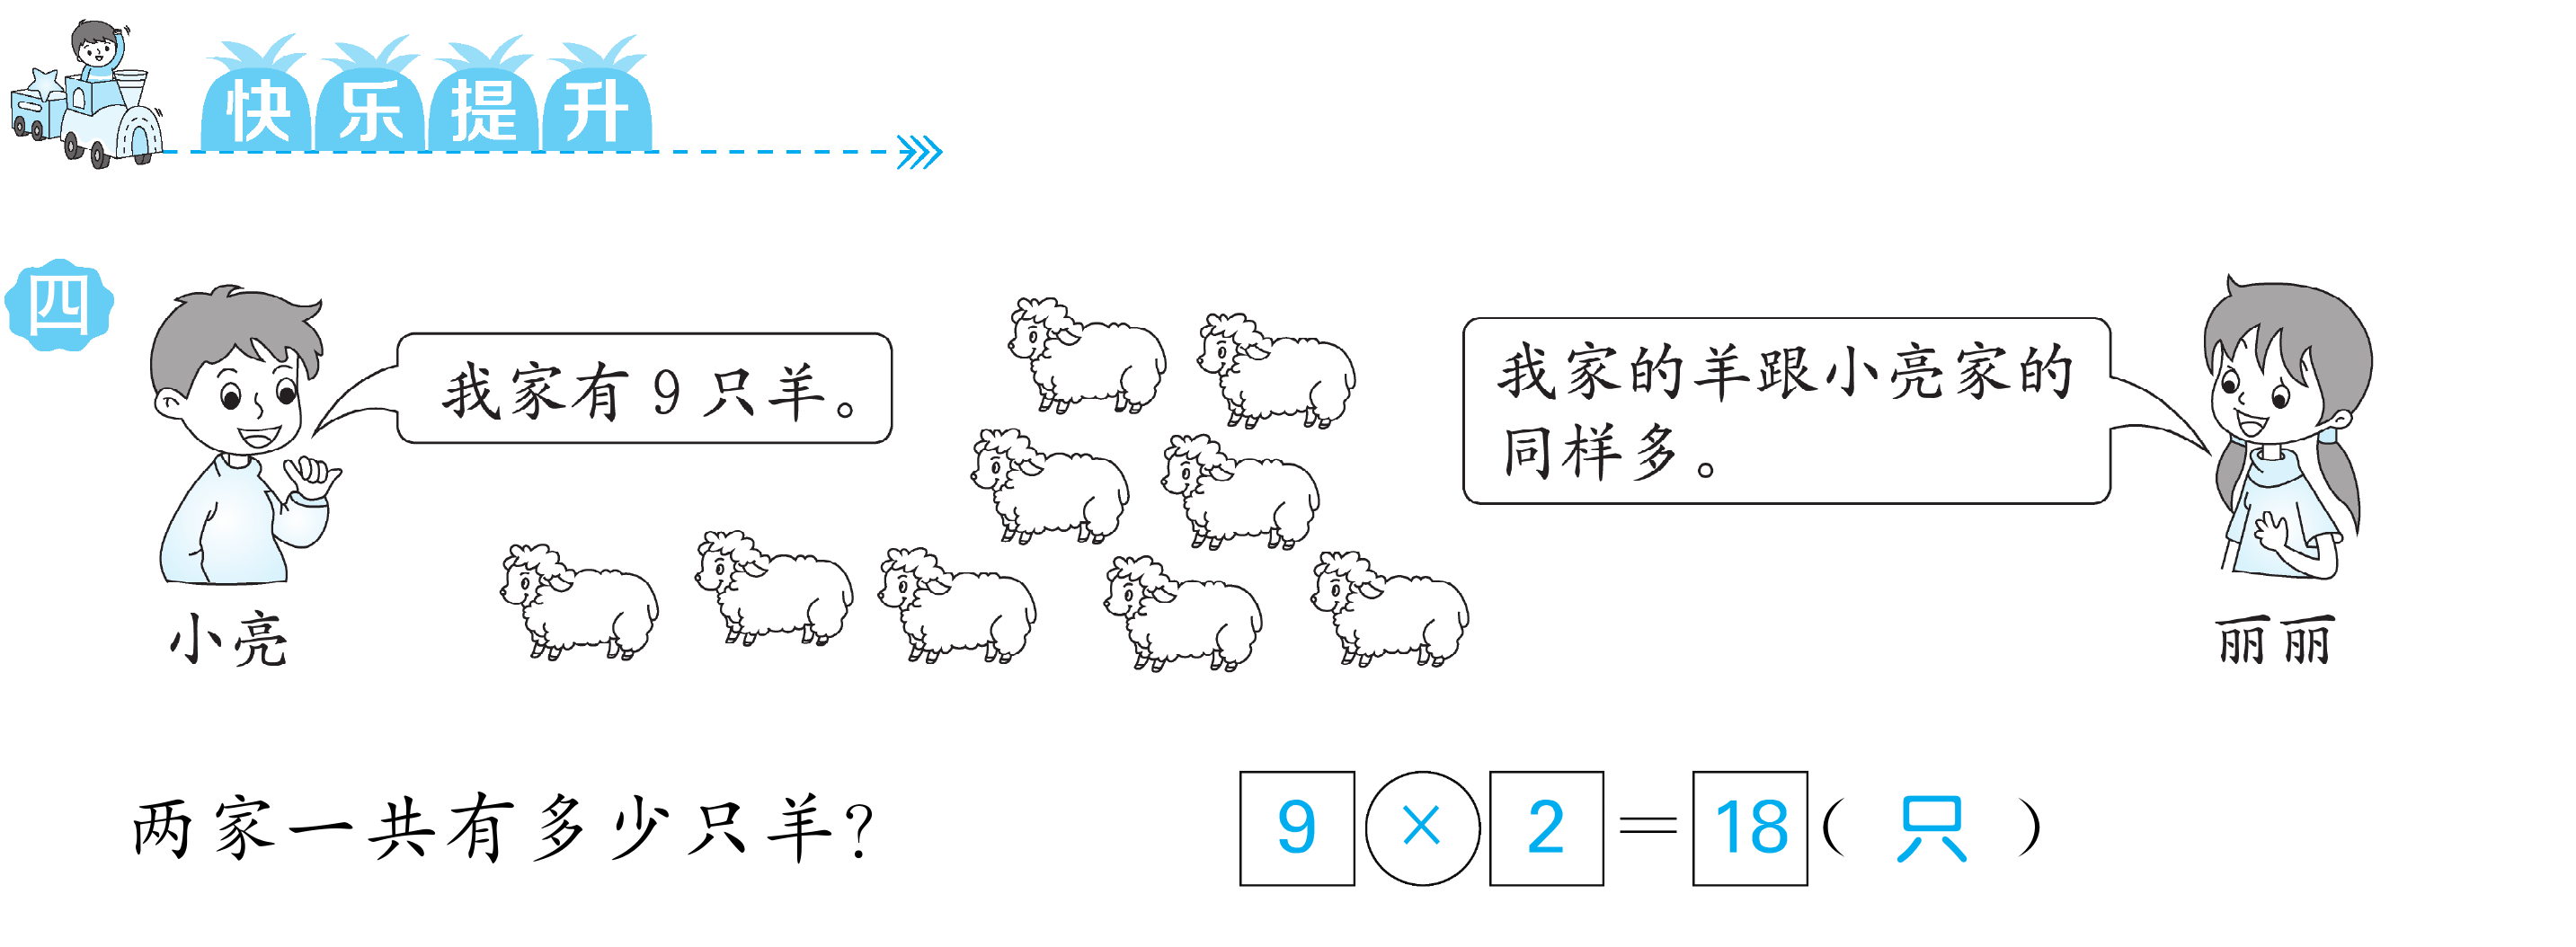 快乐提升
四
我家有9只羊。
我家的羊跟小亮家的
同样多。
小亮
丽丽
两家一共有多少只羊?
9×2=18(只)